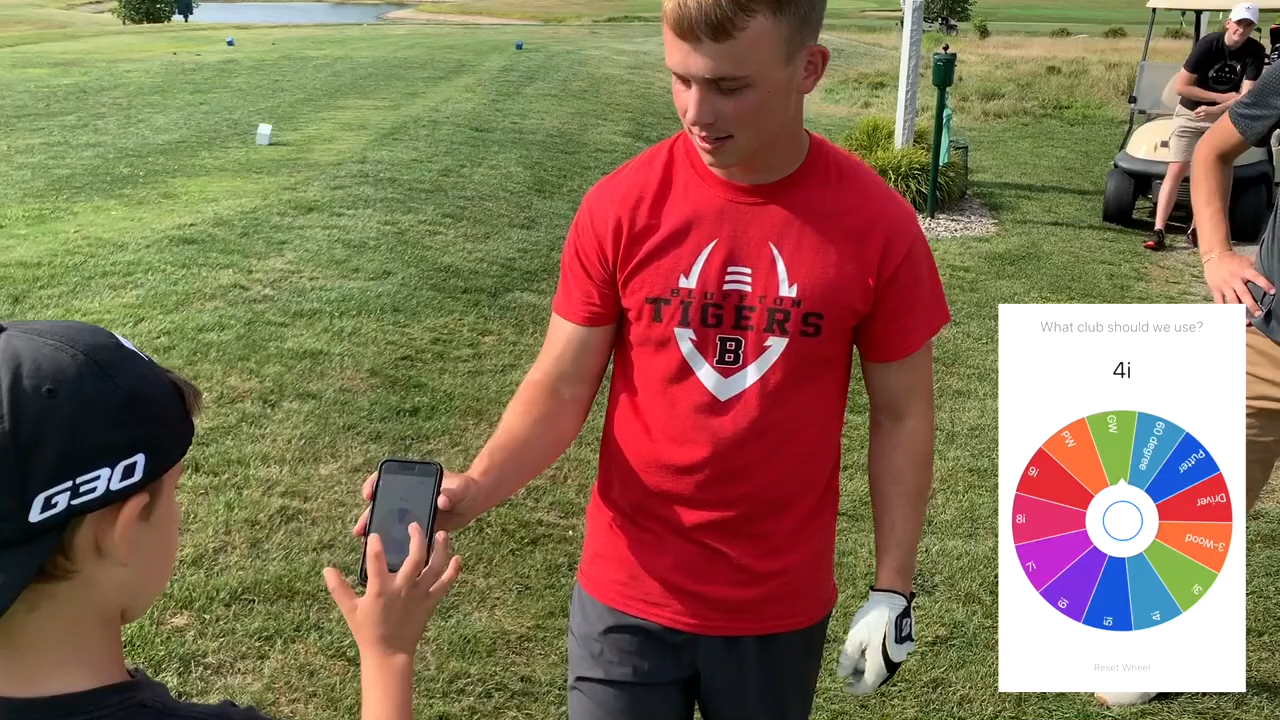 BLUFFTON
TIGERS
B
G30
What club should we use?
4i
GW
60 degree
Putter
Driver
3-Wood
3i
4i
5i
6i
7i
8i
9i
PW
Reset Wheel